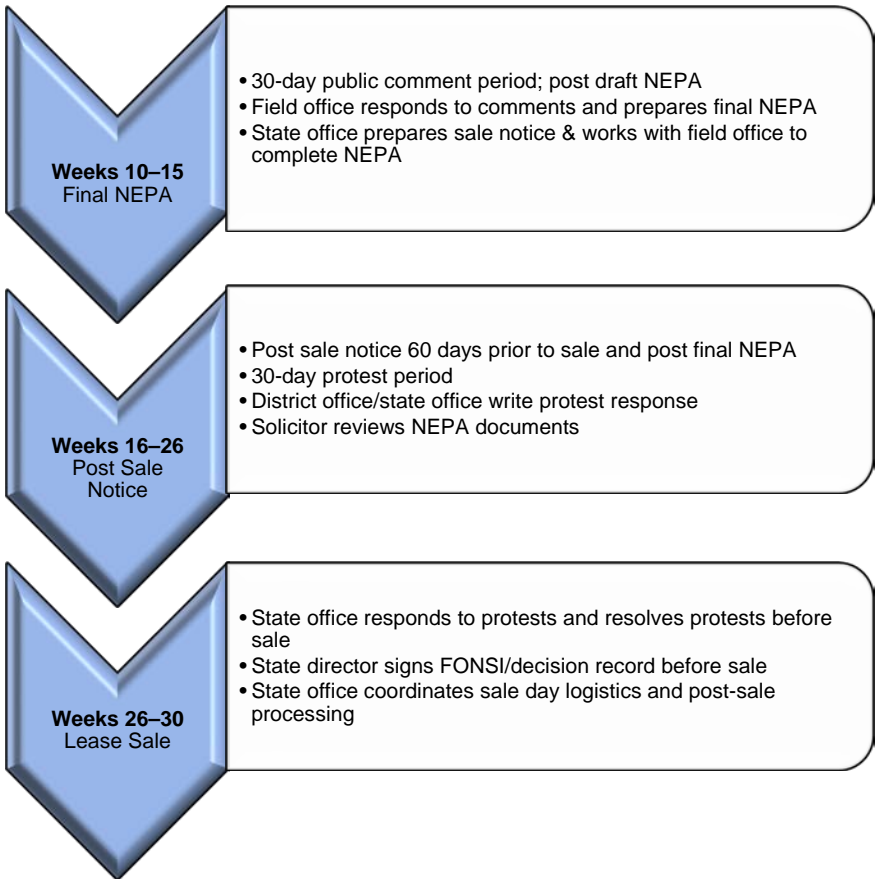 Weeks 10–15
Final NEPA
• 30-day public comment period; post draft NEPA
• Field office responds to comments and prepares final NEPA
• State office prepares sale notice & works with field office to
complete NEPA
Weeks 16–26
Post Sale
Notice
• Post sale notice 60 days prior to sale and post final NEPA
• 30-day protest period
• District office/state office write protest response
• Solicitor reviews NEPA documents
Weeks 26–30
Lease Sale
• State office responds to protests and resolves protests before
sale
• State director signs FONSI/decision record before sale
• State office coordinates sale day logistics and post-sale
processing